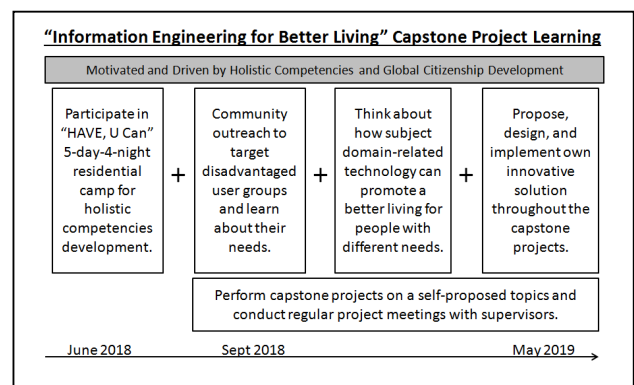 “Information Engineering for Better Living” Capstone Project Learning
Motivated and Driven by Holistic Competencies and Global Citizenship Development
Participate in
“HAVE, U Can”
5-day-4-night
residential
camp for
holistic
competencies
development.
+
Community
outreach to
target
disadvantaged
user groups
and learn
about their
needs.
+
Think about
how subject
domain-related
technology can
promote a
better living for
people with
different needs.
+
Propose,
design, and
implement own
innovative
solution
throughout the
capstone
projects.
Perform capstone projects on a self-proposed topics and
conduct regular project meetings with supervisors.
June 2018 Sept 2018 May 2019